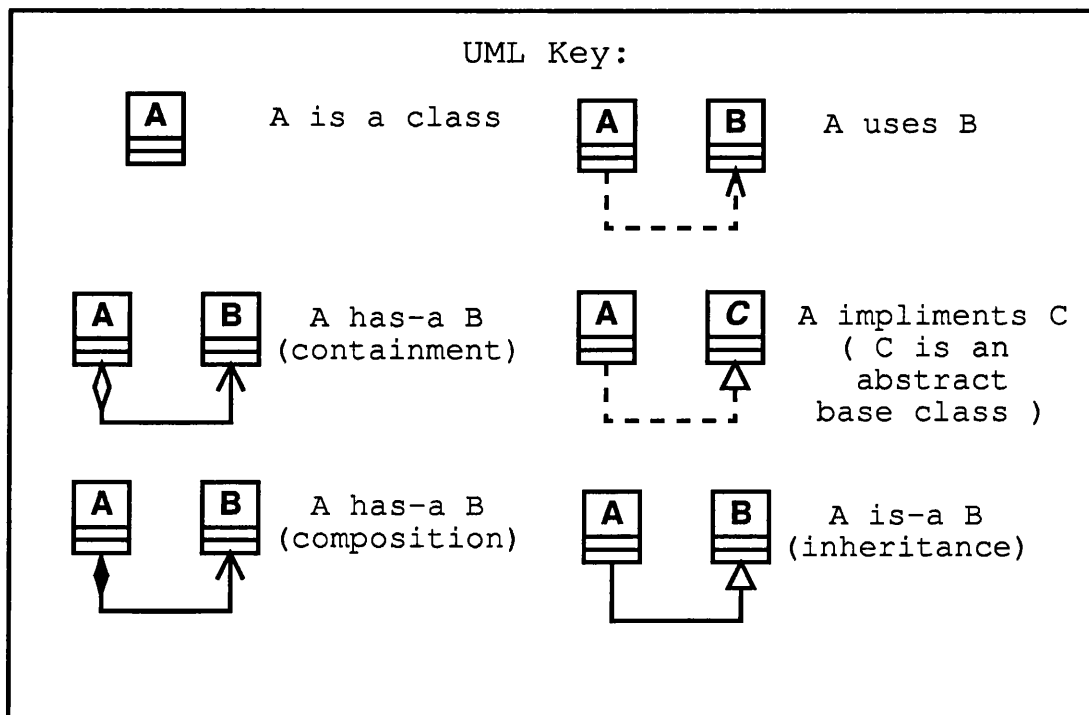 UML Key:
A
A is a class
A B
A uses B
A B
A has-a B
(containment)
A C
A impliments C
( C is an
abstract
base class )
A B
A has-a B
(composition)
A B
A is-a B
(inheritance)